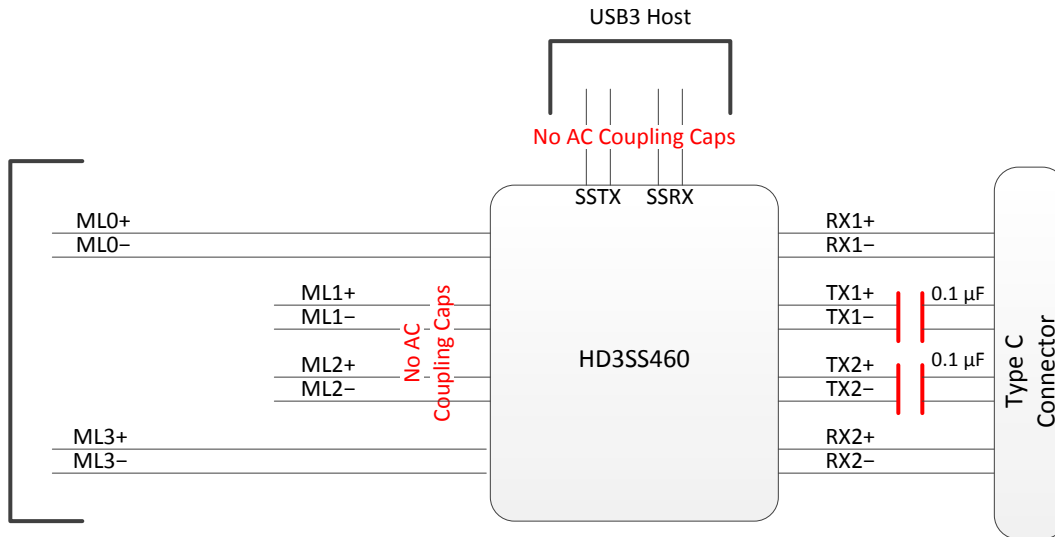 USB3 Host
No AC Coupling Caps
SSTX SSRX
ML0+
ML0−
ML1+
ML1−
ML2+
ML2−
ML3+
ML3−
No AC
Coupling Caps
HD3SS460
RX1+
RX1−
TX1+
TX1−
0.1 µF
TX2+
TX2−
0.1 µF
RX2+
RX2−
Type C
Connector